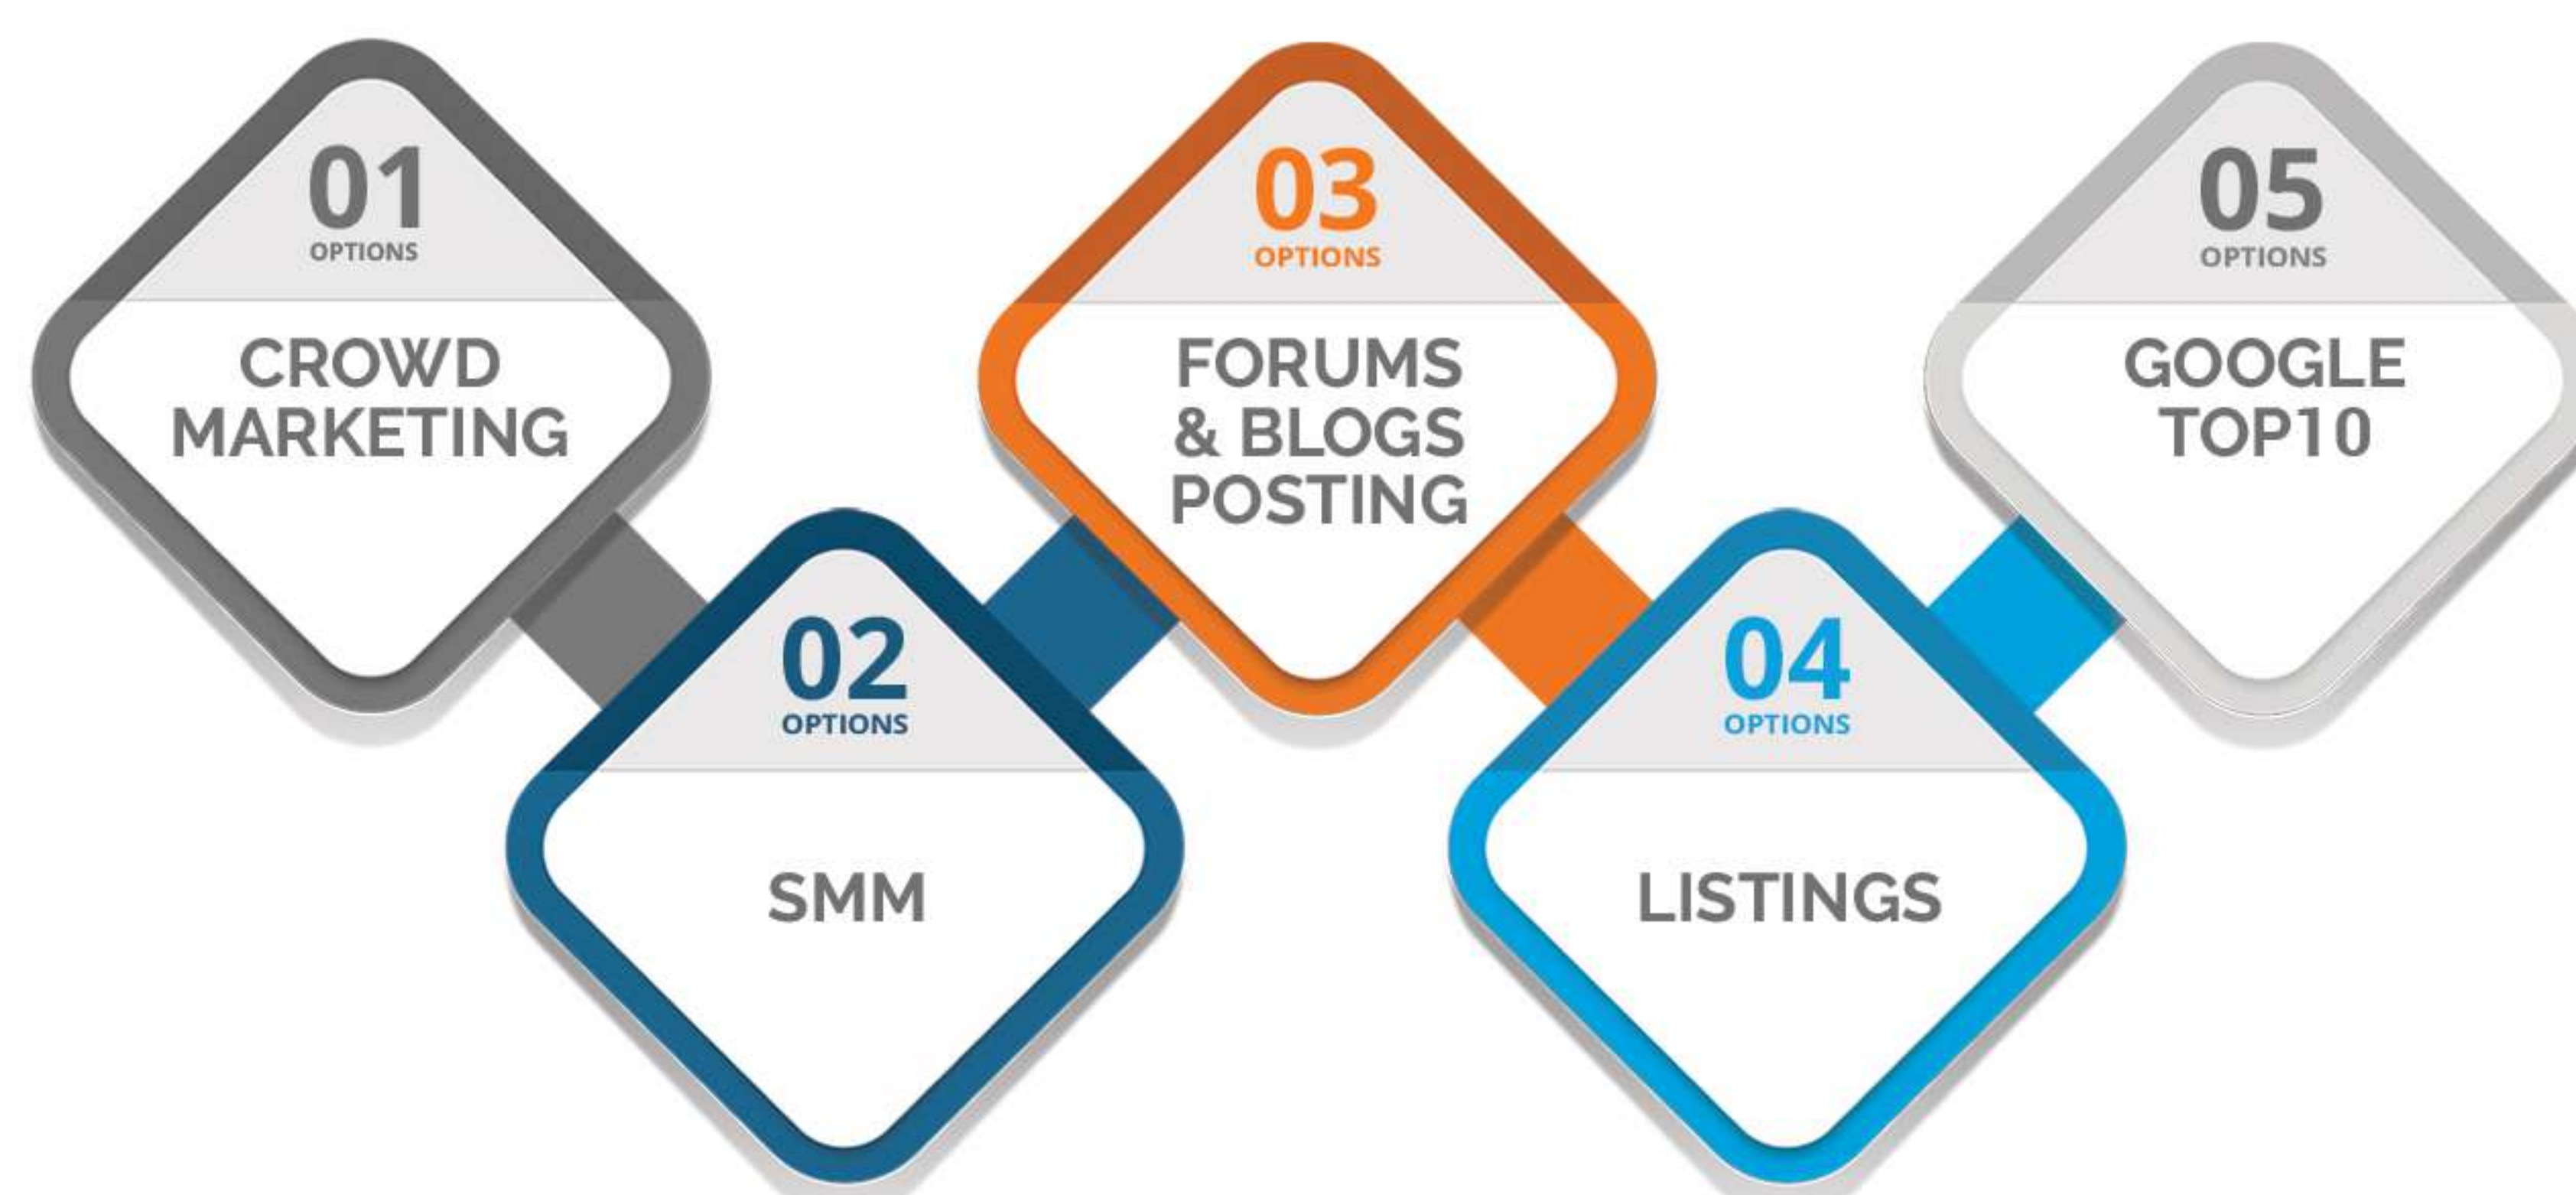 01
OPTIONS
CROWD
MARKETING
02
OPTIONS
SMM
03
OPTIONS
FORUMS
& BLOGS
POSTING
04
OPTIONS
LISTINGS
05
OPTIONS
GOOGLE
TOP10